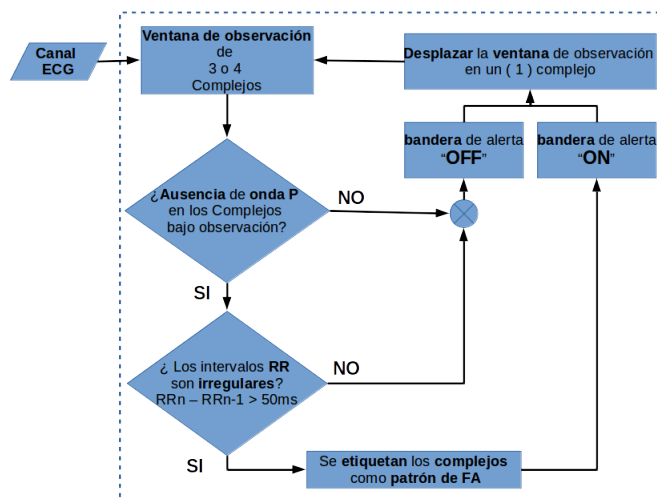 Canal
ECG
Ventana de observación
de
3 o 4
Complejos
Desplazar la ventana de observación
en un ( 1 ) complejo
bandera de alerta
“OFF”
bandera de alerta
“ON”
¿Ausencia de onda P
en los Complejos
bajo observación?
NO
SI
¿ Los intervalos RR
son irregulares?
RRn – RRn-1 > 50ms
NO
SI
Se etiquetan los complejos
como patrón de FA